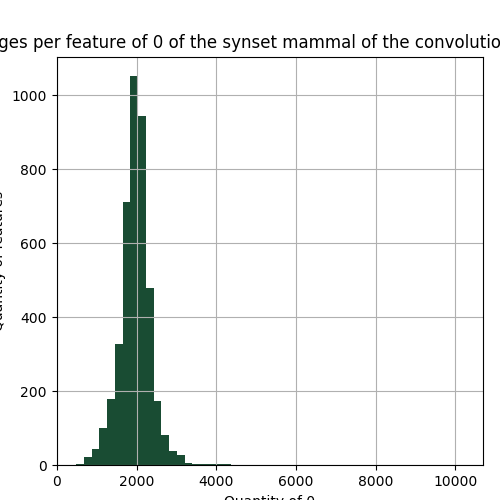 ges per feature of 0 of the synset mammal of the convolutio
1000
800
600
400
200
0
0 2000 4000 6000 8000 10000
Quantity of features
Quantity of 0